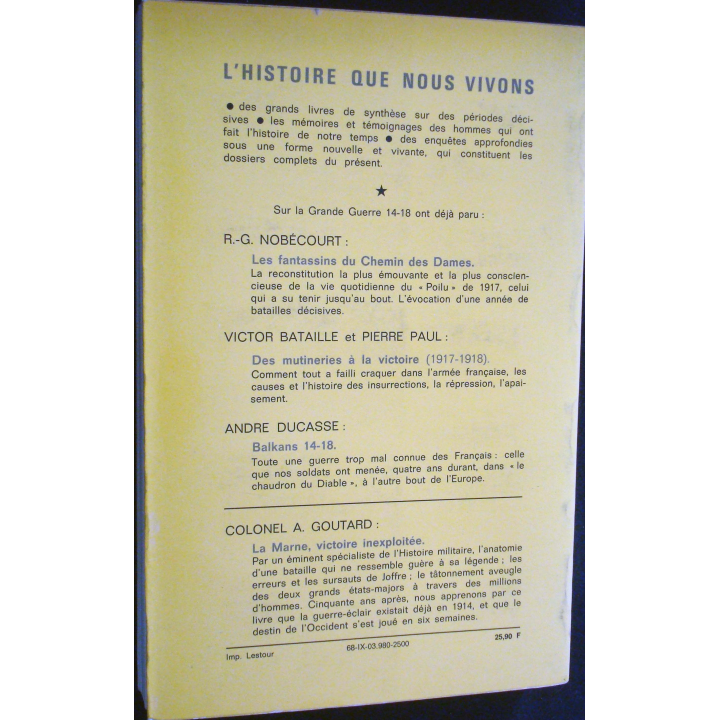 L'HISTOIRE QUE NOUS VIVONS
● des grands livres de synthèse sur des périodes déci-
sives ● les mémoires et témoignages des hommes qui ont
fait l'histoire de notre temps ● des enquêtes approfondies
sous une forme nouvelle et vivante, qui constituent les
dossiers complets du présent.
★
Sur la Grande Guerre 14-18 ont déjà paru :
R.-G. NOBÉCOURT :
Les fantassins du Chemin des Dames.
La reconstitution la plus émouvante et la plus conscien-
cieuse de la vie quotidienne du « Poilu » de 1917, celui
qui a su tenir jusqu'au bout. L'évocation d'une année de
batailles décisives.
VICTOR BATAILLE et PIERRE PAUL :
Des mutineries à la victoire (1917-1918).
Comment tout a failli craquer dans l'armée française, les
causes et l'histoire des insurrections, la répression, l'apai-
sement.
ANDRE DUCASSE :
Balkans 14-18.
Toute une guerre trop mal connue des Français : celle
que nos soldats ont menée, quatre ans durant, dans « le
chaudron du Diable », à l'autre bout de l'Europe.
COLONEL A. GOUTARD :
La Marne, victoire inexploitée.
Par un éminent spécialiste de l'Histoire militaire, l'anatomie
d'une bataille qui ne ressemble guère à sa légende ; les
erreurs et les sursauts de Joffre ; le tâtonnement aveugle
des deux grands états-majors à travers des millions
d'hommes. Cinquante ans après, nous apprenons par ce
livre que la guerre-éclair existait déjà en 1914, et que le
destin de l'Occident s'est joué en six semaines.
Imp. Lestour 68-IX-03.980-2500 25,90 F